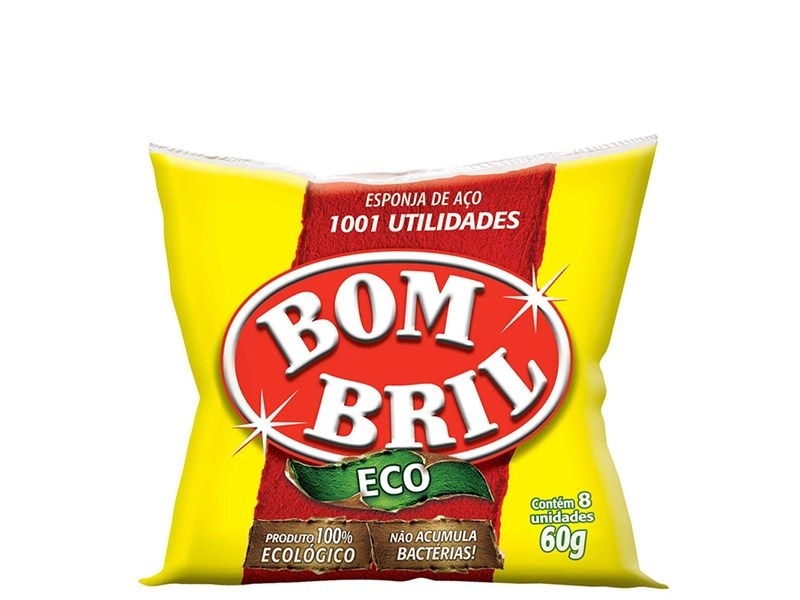 ESPONJA DE AÇO
1001 UTILIDADES
BOM
BRIL
ECO
PRODUTO 100%
ECOLÓGICO
NÃO ACUMULA
BACTÉRIAS!
Contém 8
unidades
60g